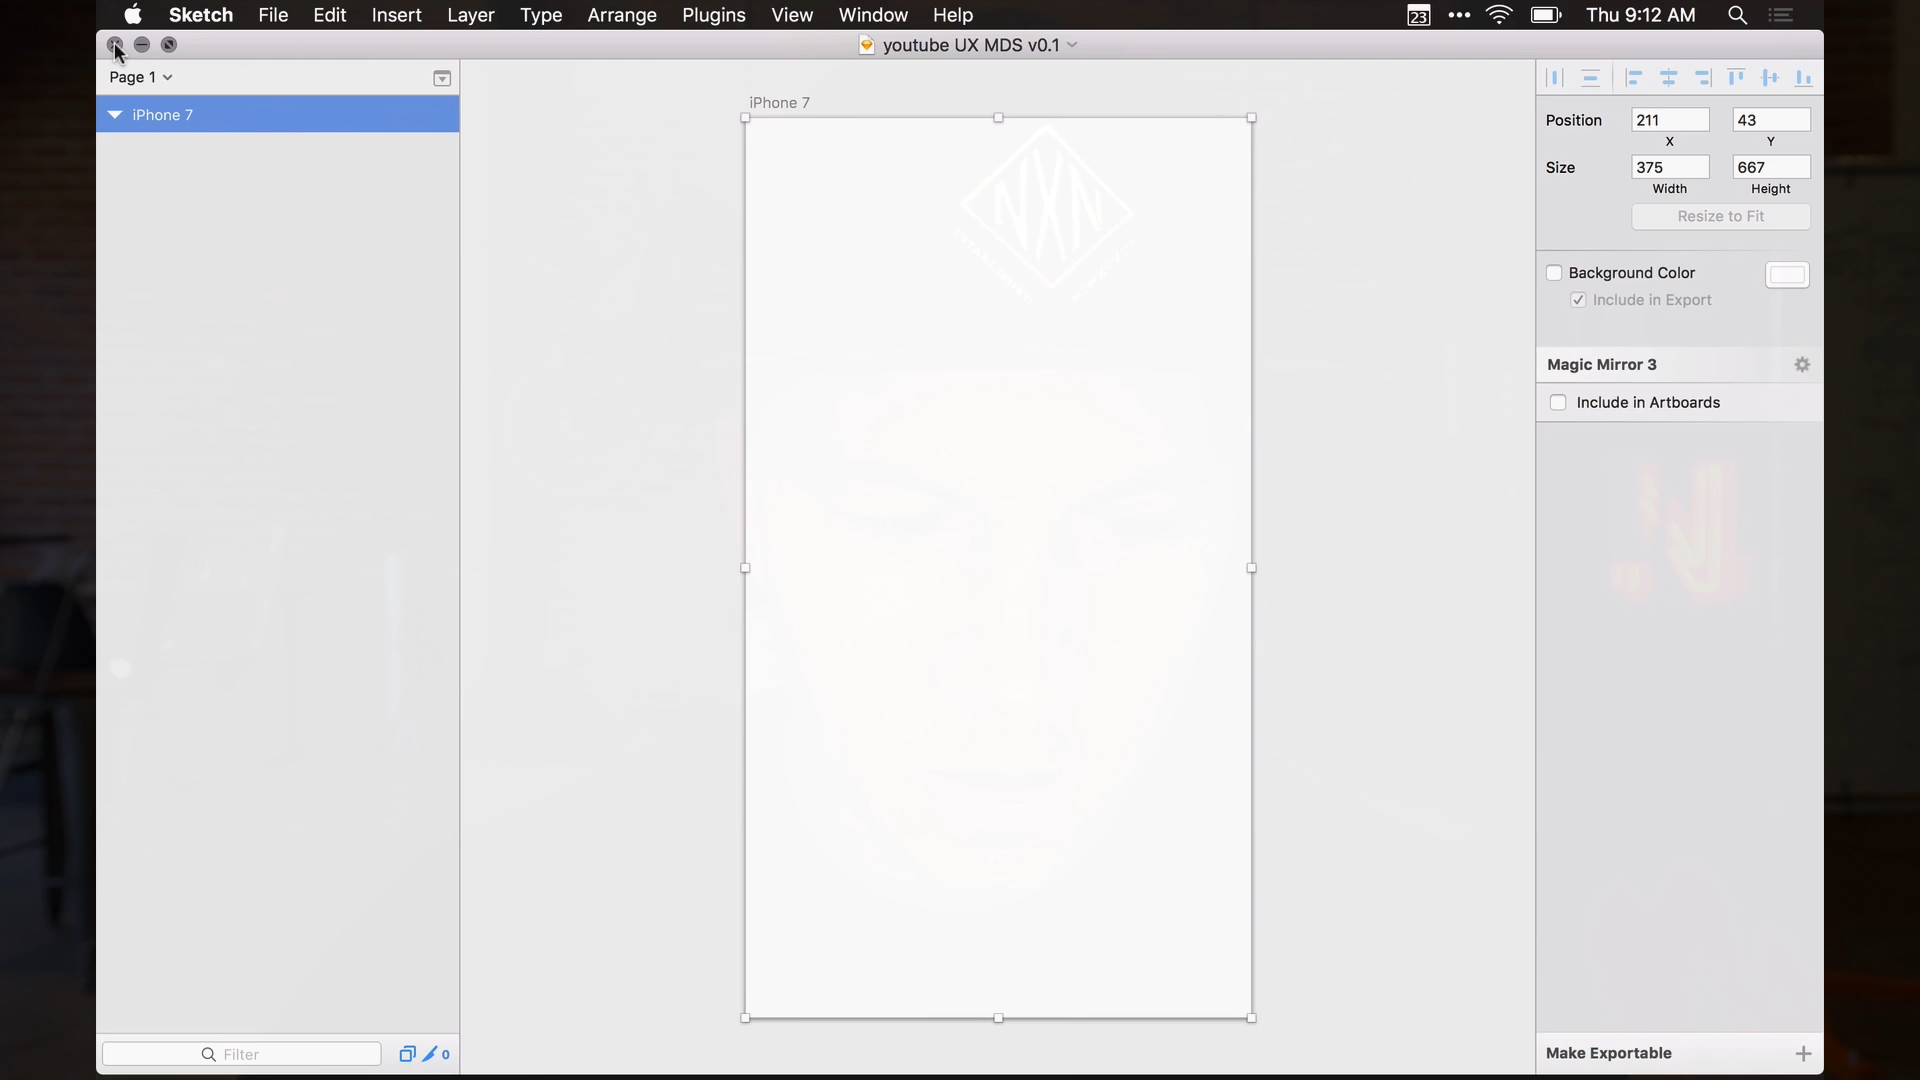 Sketch File Edit Insert Layer Type Arrange Plugins View Window Help 23 Thu 9:12 AM
youtube UX MDS v0.1
Page 1
iPhone 7
iPhone 7
Position 211 43
X Y
Size 375 667
Width Height
Resize to Fit
Background Color
Include in Export
Magic Mirror 3
Include in Artboards
NXN
Filter
0
Make Exportable